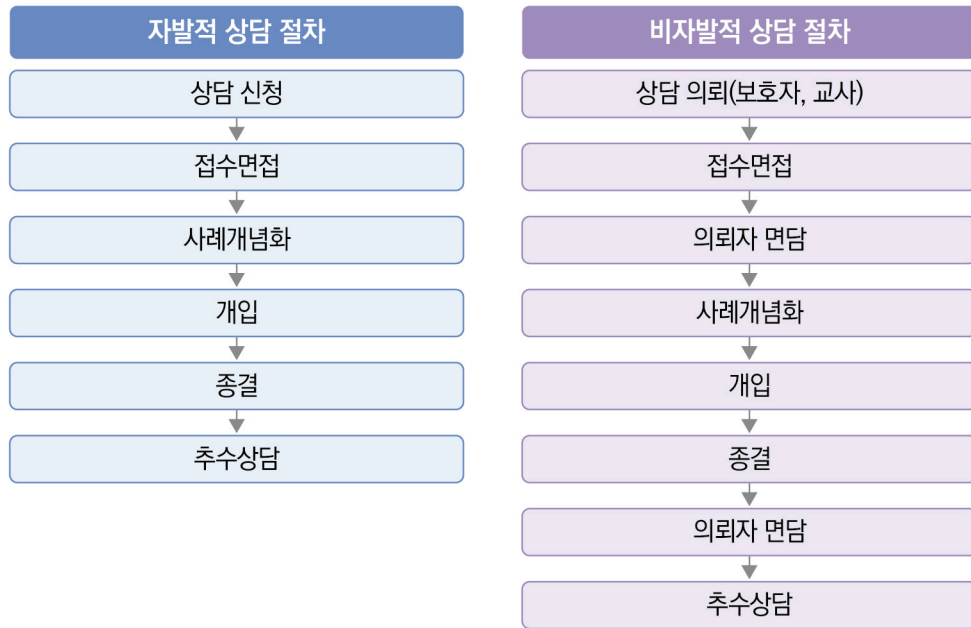 자발적 상담 절차
상담 신청
접수면접
사례개념화
개입
종결
추수상담
비자발적 상담 절차
상담 의뢰(보호자, 교사)
접수면접
의뢰자 면담
사례개념화
개입
종결
의뢰자 면담
추수상담